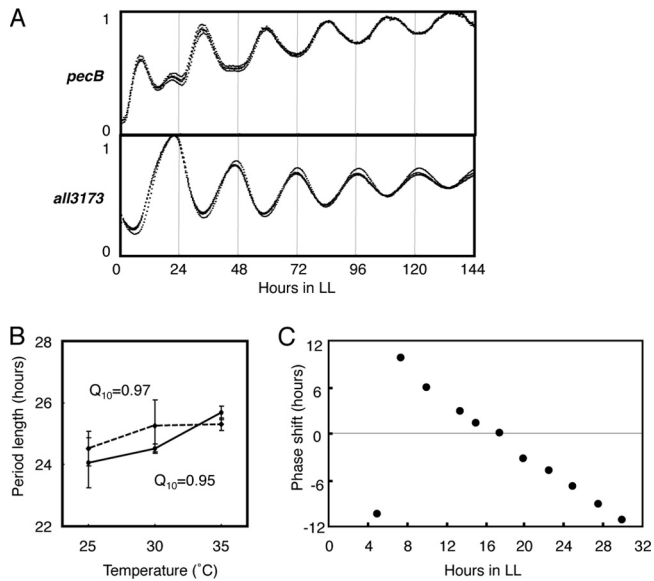 A
1
pecB
0
1
all3173
0
0 24 48 72 96 120 144
Hours in LL
B
28
26
24
22
Period length (hours)
Q10=0.97
Q10=0.95
25 30 35
Temperature (˚C)
C
12
6
0
-6
-12
Phase shift (hours)
0 4 8 12 16 20 24 28 32
Hours in LL